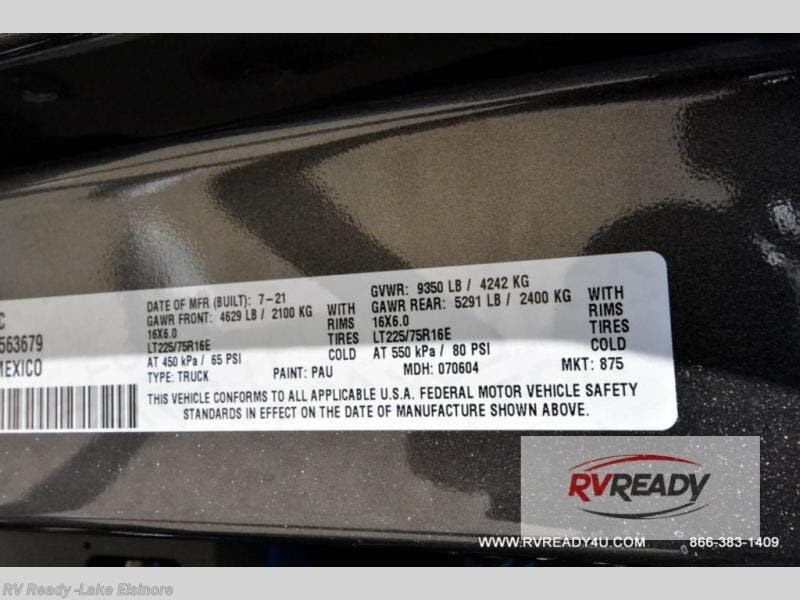 C
563679
MEXICO
DATE OF MFR (BUILT): 7-21
GAWR FRONT: 4629 LB / 2100 KG
16X6.0
LT225/75R16E
AT 450 kPa / 65 PSI
TYPE: TRUCK
WITH
RIMS
TIRES
COLD
PAINT: PAU
GVWR: 9350 LB / 4242 KG
GAWR REAR: 5291 LB / 2400 KG
16X6.0
LT225/75R16E
AT 550 kPa / 80 PSI
MDH: 070604
WITH
RIMS
TIRES
COLD
MKT: 875
THIS VEHICLE CONFORMS TO ALL APPLICABLE U.S.A. FEDERAL MOTOR VEHICLE SAFETY
STANDARDS IN EFFECT ON THE DATE OF MANUFACTURE SHOWN ABOVE.
RVREADY
WWW.RVREADY4U.COM 866-383-1409
RV Ready -Lake Elsinore